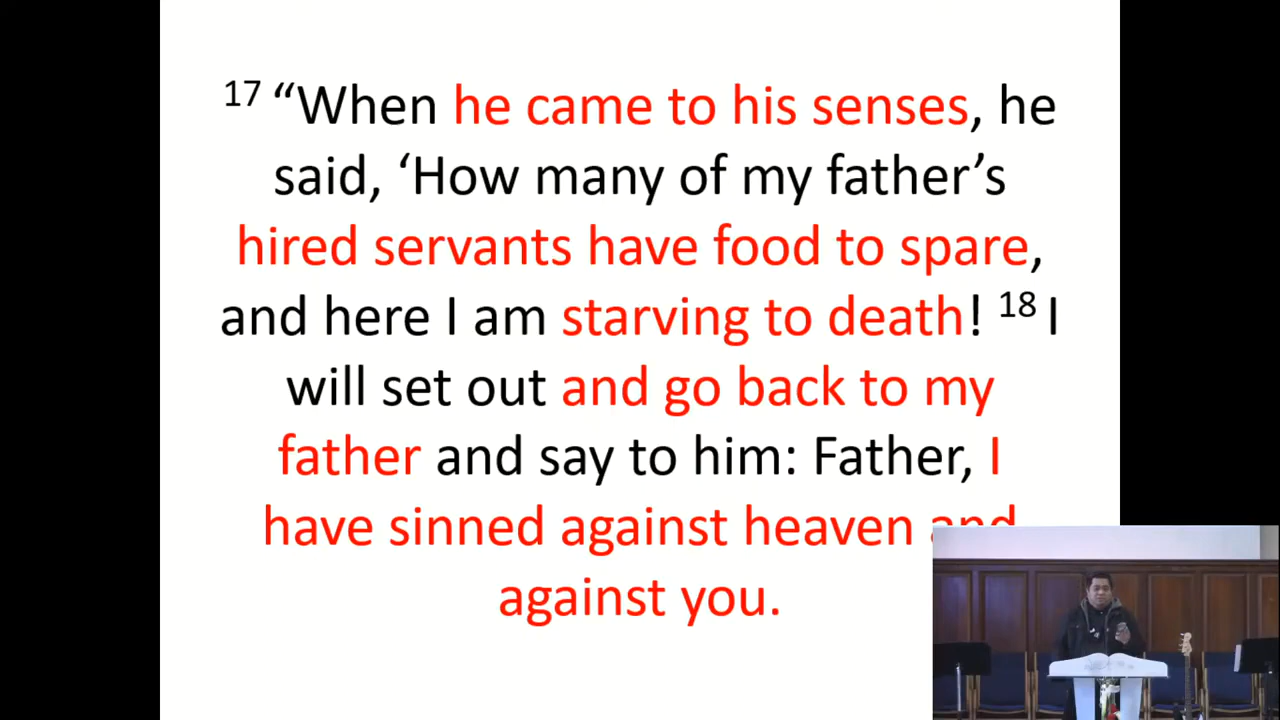 17 “When he came to his senses, he
said, ‘How many of my father’s
hired servants have food to spare,
and here I am starving to death! 18 I
will set out and go back to my
father and say to him: Father, I
have sinned against heaven and
against you.